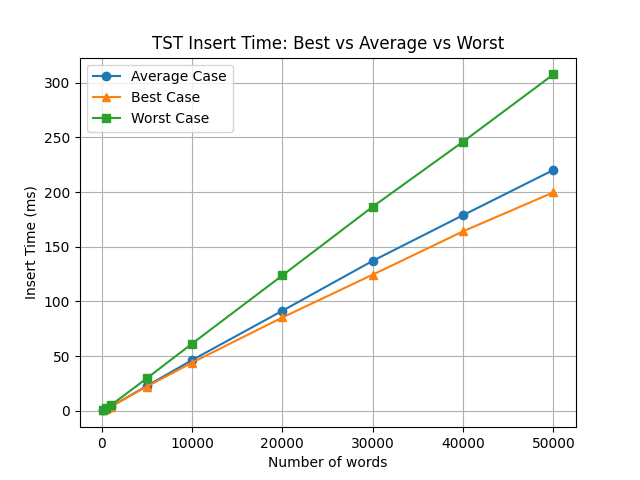 TST Insert Time: Best vs Average vs Worst
Average Case
Best Case
Worst Case
300
250
200
150
100
50
0
Insert Time (ms)
0 10000 20000 30000 40000 50000
Number of words